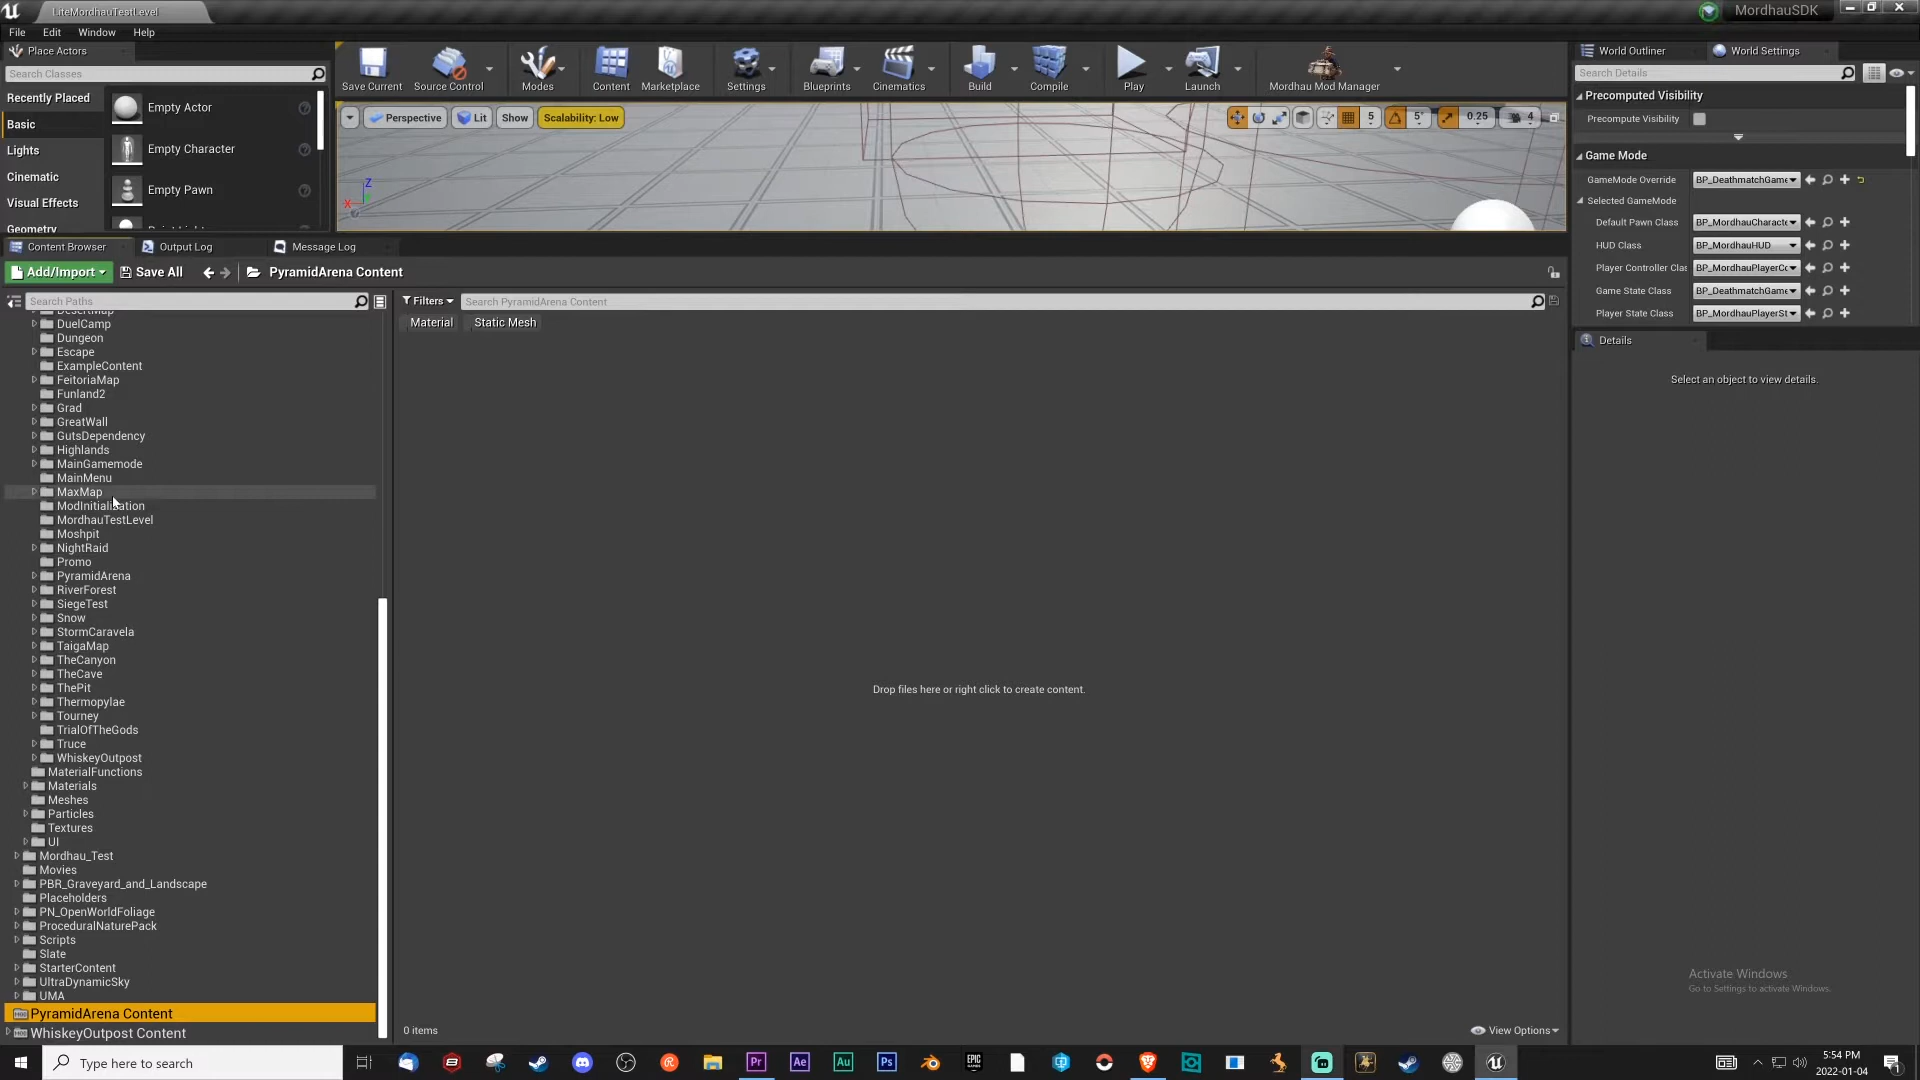 LiteMordhauTestLevel
MordhauSDK
File Edit Window Help
Place Actors
Search Classes
Recently Placed
Basic
Lights
Cinematic
Visual Effects
Geometry
Empty Actor
Empty Character
Empty Pawn
Save Current
Source Control
Modes
Content
Marketplace
Settings
Blueprints
Cinematics
Build
Compile
Play
Launch
Mordhau Mod Manager
Perspective
Lit
Show
Scalability: Low
5
5°
0.25
4
Z
X
World Outliner
World Settings
Search Details
Precomputed Visibility
Precompute Visibility
Game Mode
GameMode Override BP_DeathmatchGame
Selected GameMode
Default Pawn Class BP_MordhauCharacte
HUD Class BP_MordhauHUD
Player Controller Clas BP_MordhauPlayerCc
Game State Class BP_DeathmatchGame
Player State Class BP_MordhauPlayerSt
Details
Select an object to view details.
Content Browser
Output Log
Message Log
Add/Import
Save All
PyramidArena Content
Search Paths
Filters
Search PyramidArena Content
Material
Static Mesh
DesertMap
DuelCamp
Dungeon
Escape
ExampleContent
FeitoriaMap
Funland2
Grad
GreatWall
GutsDependency
Highlands
MainGamemode
MainMenu
MaxMap
ModInitialisation
MordhauTestLevel
Moshpit
NightRaid
Promo
PyramidArena
RiverForest
SiegeTest
Snow
StormCaravela
TaigaMap
TheCanyon
TheCave
ThePit
Thermopylae
Tourney
TrialOfTheGods
Truce
WhiskeyOutpost
MaterialFunctions
Materials
Meshes
Particles
Textures
UI
Mordhau_Test
Movies
PBR_Graveyard_and_Landscape
Placeholders
PN_OpenWorldFoliage
ProceduralNaturePack
Scripts
Slate
StarterContent
UltraDynamicSky
UMA
PyramidArena Content
WhiskeyOutpost Content
Drop files here or right click to create content.
0 items
View Options
Activate Windows
Go to Settings to activate Windows.
Type here to search
5:54 PM
2022-01-04